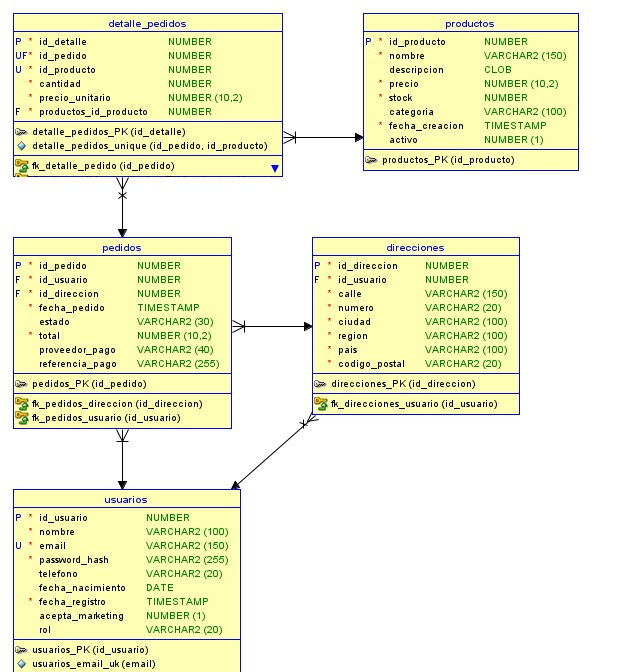 detalle_pedidos
P * id_detalle NUMBER
UF* id_pedido NUMBER
U * id_producto NUMBER
* cantidad NUMBER
* precio_unitario NUMBER (10,2)
F * productos_id_producto NUMBER
detalle_pedidos_PK (id_detalle)
detalle_pedidos_unique (id_pedido, id_producto)
fk_detalle_pedido (id_pedido)
productos
P * id_producto NUMBER
* nombre VARCHAR2 (150)
descripcion CLOB
* precio NUMBER (10,2)
* stock NUMBER
categoria VARCHAR2 (100)
* fecha_creacion TIMESTAMP
activo NUMBER (1)
productos_PK (id_producto)
pedidos
P * id_pedido NUMBER
F * id_usuario NUMBER
F * id_direccion NUMBER
* fecha_pedido TIMESTAMP
estado VARCHAR2 (30)
* total NUMBER (10,2)
proveedor_pago VARCHAR2 (40)
referencia_pago VARCHAR2 (255)
pedidos_PK (id_pedido)
fk_pedidos_direccion (id_direccion)
fk_pedidos_usuario (id_usuario)
direcciones
P * id_direccion NUMBER
F * id_usuario NUMBER
* calle VARCHAR2 (150)
* numero VARCHAR2 (20)
* ciudad VARCHAR2 (100)
* region VARCHAR2 (100)
* pais VARCHAR2 (100)
* codigo_postal VARCHAR2 (20)
direcciones_PK (id_direccion)
fk_direcciones_usuario (id_usuario)
usuarios
P * id_usuario NUMBER
* nombre VARCHAR2 (100)
U * email VARCHAR2 (150)
* password_hash VARCHAR2 (255)
telefono VARCHAR2 (20)
fecha_nacimiento DATE
* fecha_registro TIMESTAMP
acepta_marketing NUMBER (1)
rol VARCHAR2 (20)
usuarios_PK (id_usuario)
usuarios_email_uk (email)